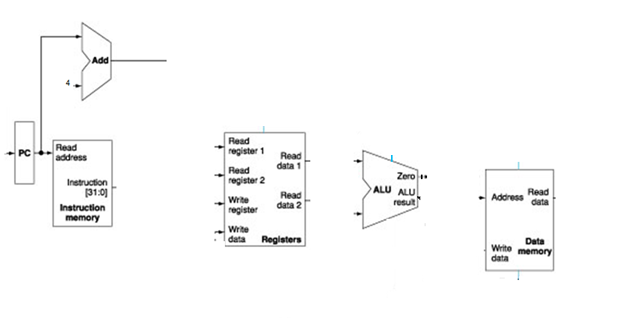 Add
4
PC
Read
address
Instruction
[31:0]
Instruction
memory
Read
register 1
Read
register 2
Write
register
Write
data
Read
data 1
Read
data 2
Registers
Zero
ALU
ALU
result
Address
Read
data
Write
data
Data
memory